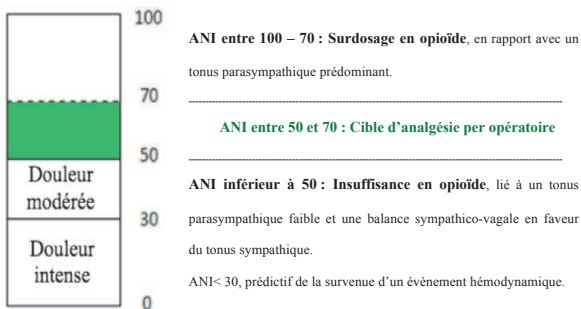 100
70
50
30
0
Douleur
modérée
Douleur
intense
ANI entre 100 – 70 : Surdosage en opioïde, en rapport avec un
tonus parasympathique prédominant.
ANI entre 50 et 70 : Cible d’analgésie per opératoire
ANI inférieur à 50 : Insuffisance en opioïde, lié à un tonus
parasympathique faible et une balance sympathico-vagale en faveur
du tonus sympathique.
ANI< 30, prédictif de la survenue d’un évènement hémodynamique.